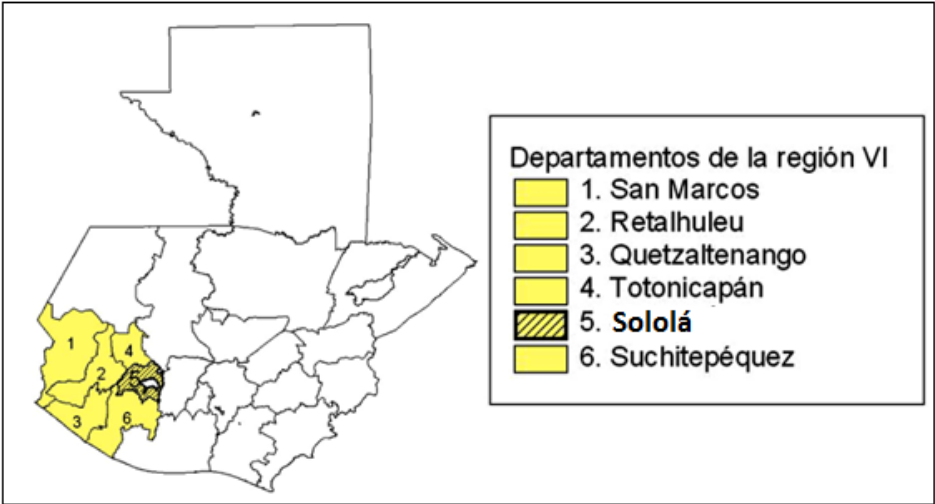 Departamentos de la región VI
1. San Marcos
2. Retalhuleu
3. Quetzaltenango
4. Totonicapán
5. Sololá
6. Suchitepéquez
1
4
2
5
3
6